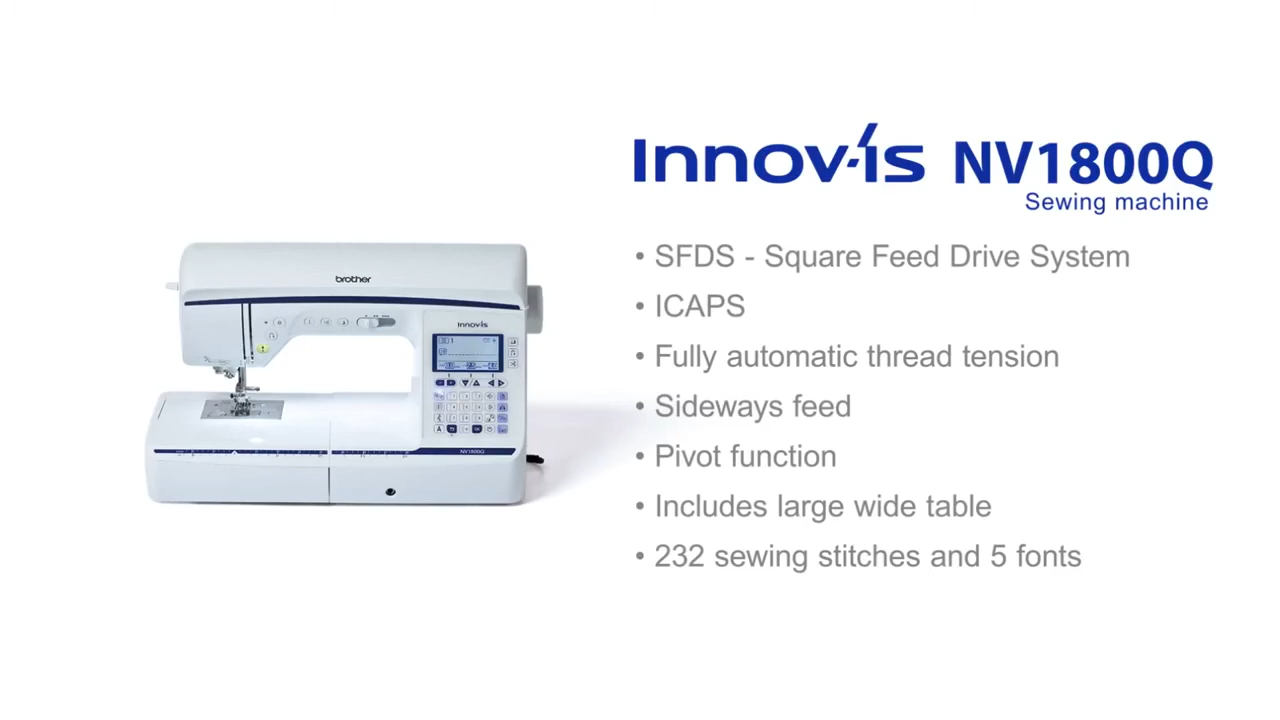 Innov-is NV1800Q
Sewing machine
• SFDS - Square Feed Drive System
• ICAPS
• Fully automatic thread tension
• Sideways feed
• Pivot function
• Includes large wide table
• 232 sewing stitches and 5 fonts
brother
Innov-is
NV1800Q